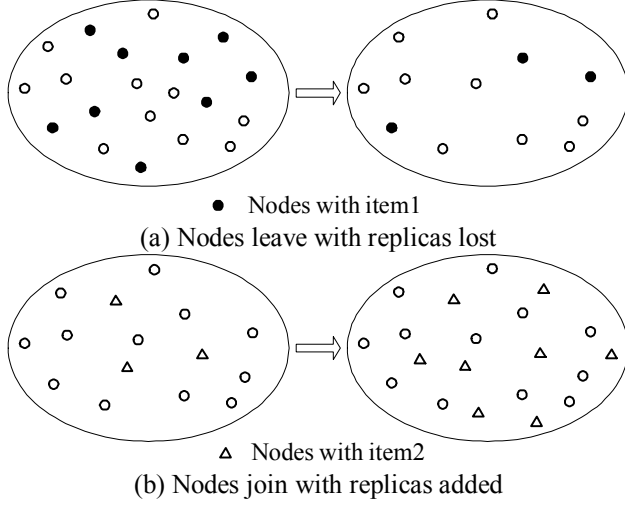 Nodes with item1
(a) Nodes leave with replicas lost
Nodes with item2
(b) Nodes join with replicas added